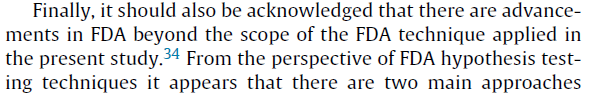 Finally, it should also be acknowledged that there are advance-
ments in FDA beyond the scope of the FDA technique applied in
the present study.34 From the perspective of FDA hypothesis test-
ing techniques it appears that there are two main approaches